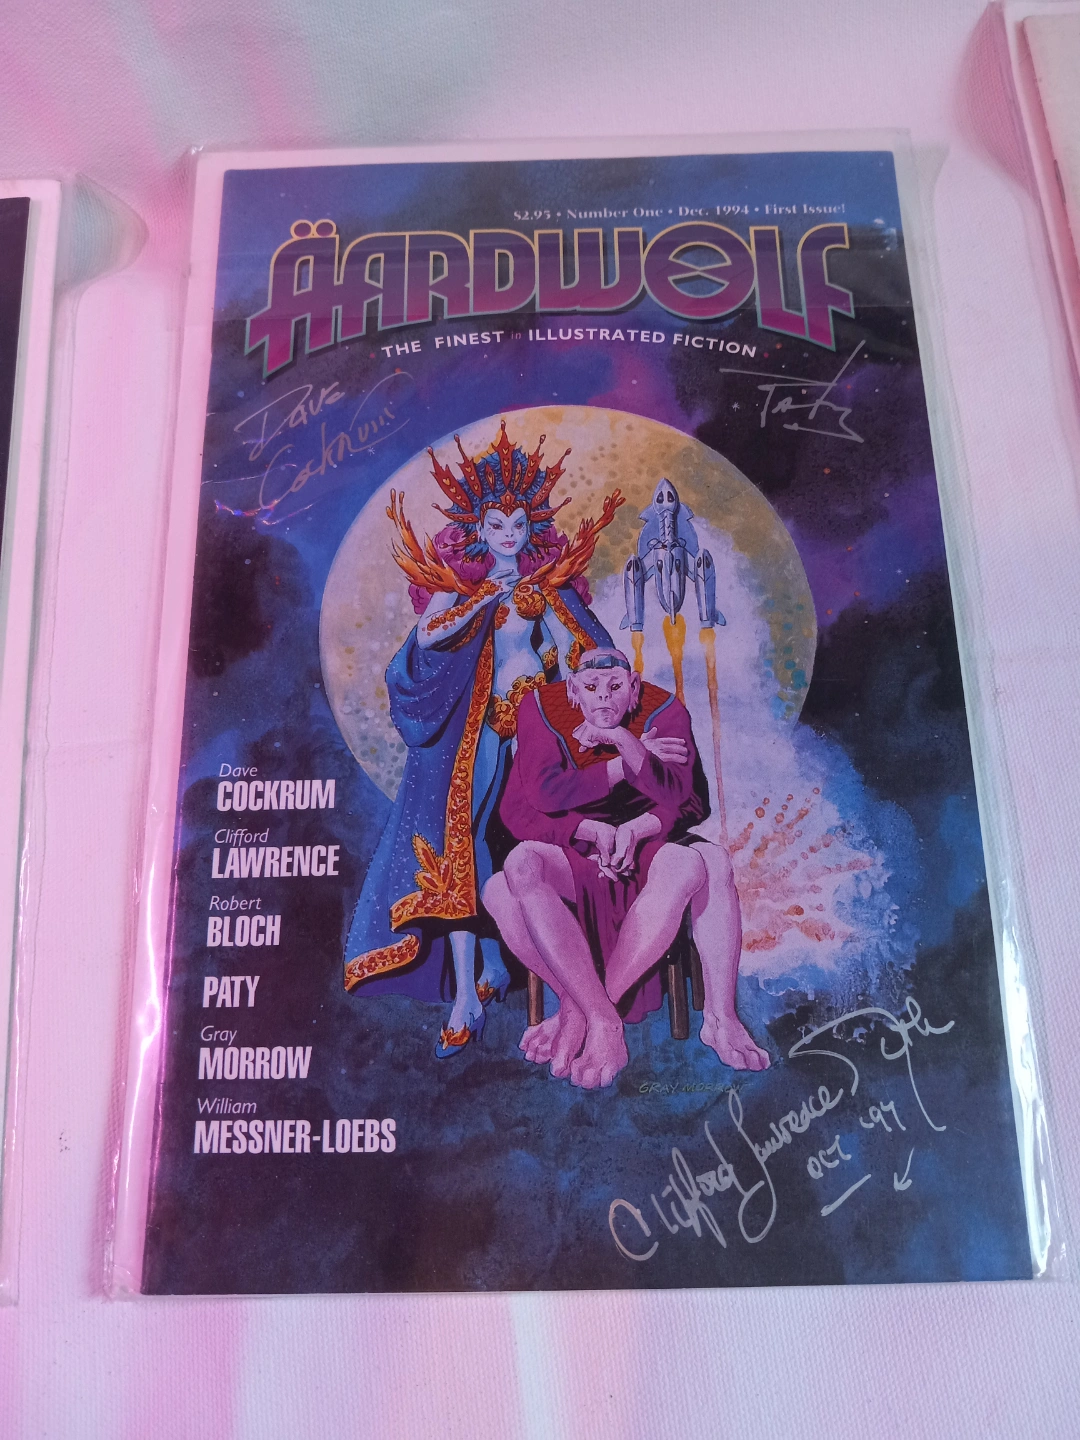 $2.95 • Number One • Dec. 1994 • First Issue!
ÄARDWOLF
THE FINEST in ILLUSTRATED FICTION
Dave
Cockrum
Paty
Dave
COCKRUM
Clifford
LAWRENCE
Robert
BLOCH
PATY
Gray
MORROW
William
MESSNER-LOEBS
GRAY MORROW
Clifford Lawrence
OCT '94